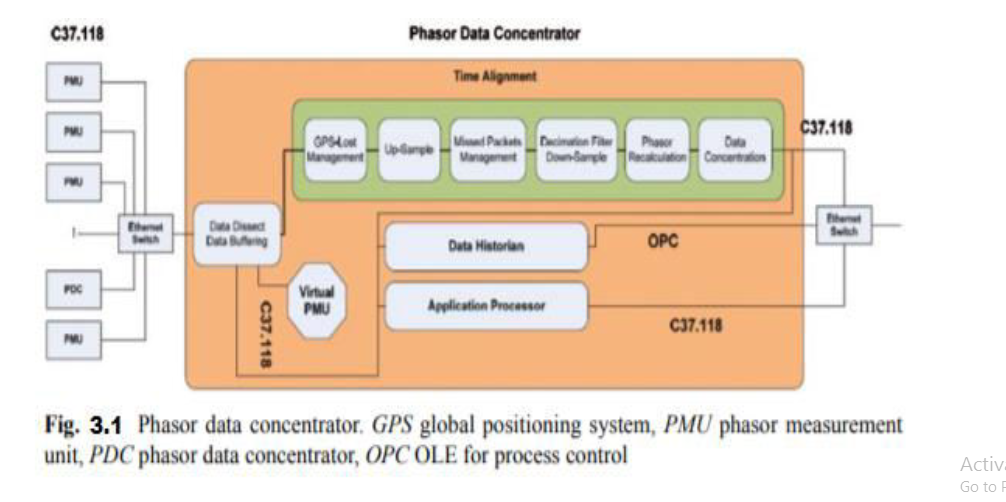 C37.118
Phasor Data Concentrator
Time Alignment
PMU
PMU
PMU
Ethernet
Switch
PDC
PMU
Data Dissect
Data Buffering
GPS-Lost
Management
Up-Sample
Missed Packets
Management
Decimation Filter
Down-Sample
Phasor
Recalculation
Data
Concentration
C37.118
Ethernet
Switch
Data Historian
OPC
Virtual
PMU
Application Processor
C37.118
C37.118
Fig. 3.1 Phasor data concentrator. GPS global positioning system, PMU phasor measurement
unit, PDC phasor data concentrator, OPC OLE for process control
Activ
Go to